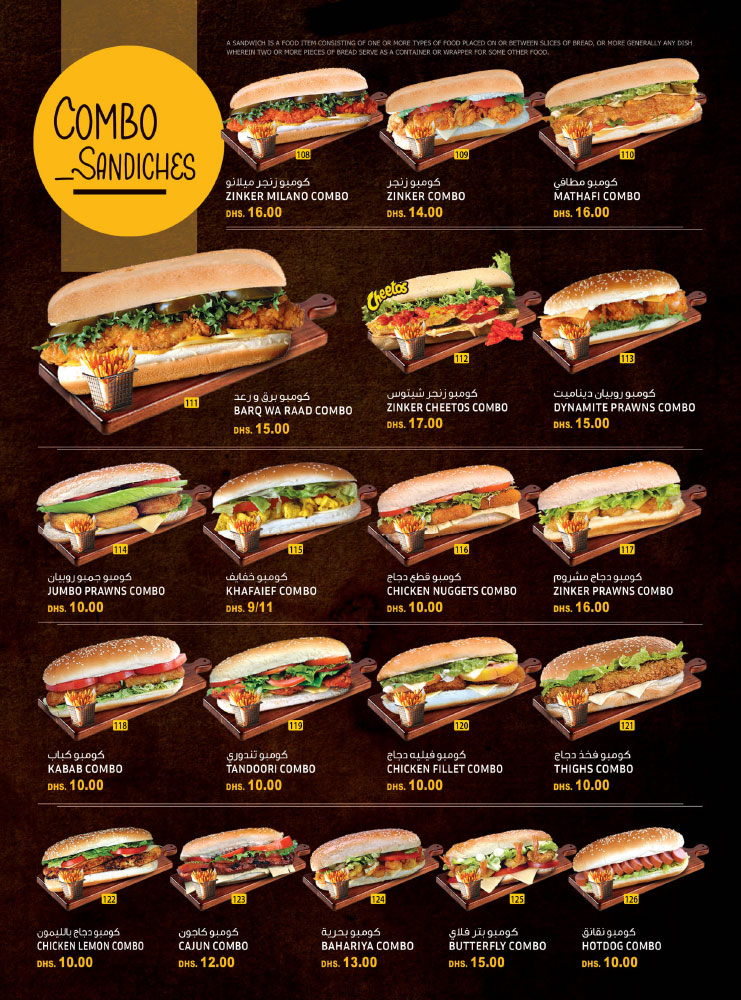 COMBO
SANDICHES
A SANDWICH IS A FOOD ITEM CONSISTING OF ONE OR MORE TYPES OF FOOD PLACED ON OR BETWEEN SLICES OF BREAD, OR MORE GENERALLY ANY DISH
WHEREIN TWO OR MORE PIECES OF BREAD SERVE AS A CONTAINER OR WRAPPER FOR SOME OTHER FOOD,
108
كومبو زنجر ميلانو
ZINKER MILANO COMBO
DHS. 16.00
109
كومبو زنجر
ZINKER COMBO
DHS. 14.00
110
كومبو مطافي
MATHAFI COMBO
DHS. 16.00
111
كومبو برق و رعد
BARQ WA RAAD COMBO
DHS. 15.00
Cheetos
112
كومبو زنجر شيتوس
ZINKER CHEETOS COMBO
DHS. 17.00
113
كومبو روبيان ديناميت
DYNAMITE PRAWNS COMBO
DHS. 15.00
114
كومبو جمبو روبيان
JUMBO PRAWNS COMBO
DHS. 10.00
115
كومبو خفايف
KHAFAIEF COMBO
DHS. 9/11
116
كومبو قطع دجاج
CHICKEN NUGGETS COMBO
DHS. 10.00
117
كومبو دجاج مشروم
ZINKER PRAWNS COMBO
DHS. 16.00
118
كومبو كباب
KABAB COMBO
DHS. 10.00
119
كومبو تندوري
TANDOORI COMBO
DHS. 10.00
120
كومبو فيليه دجاج
CHICKEN FILLET COMBO
DHS. 10.00
121
كومبو فخذ دجاج
THIGHS COMBO
DHS. 10.00
122
كومبو دجاج بالليمون
CHICKEN LEMON COMBO
DHS. 10.00
123
كومبو كاجون
CAJUN COMBO
DHS. 12.00
124
كومبو بحرية
BAHARIYA COMBO
DHS. 13.00
125
كومبو بتر فلاي
BUTTERFLY COMBO
DHS. 15.00
126
كومبو نقانق
HOTDOG COMBO
DHS. 10.00